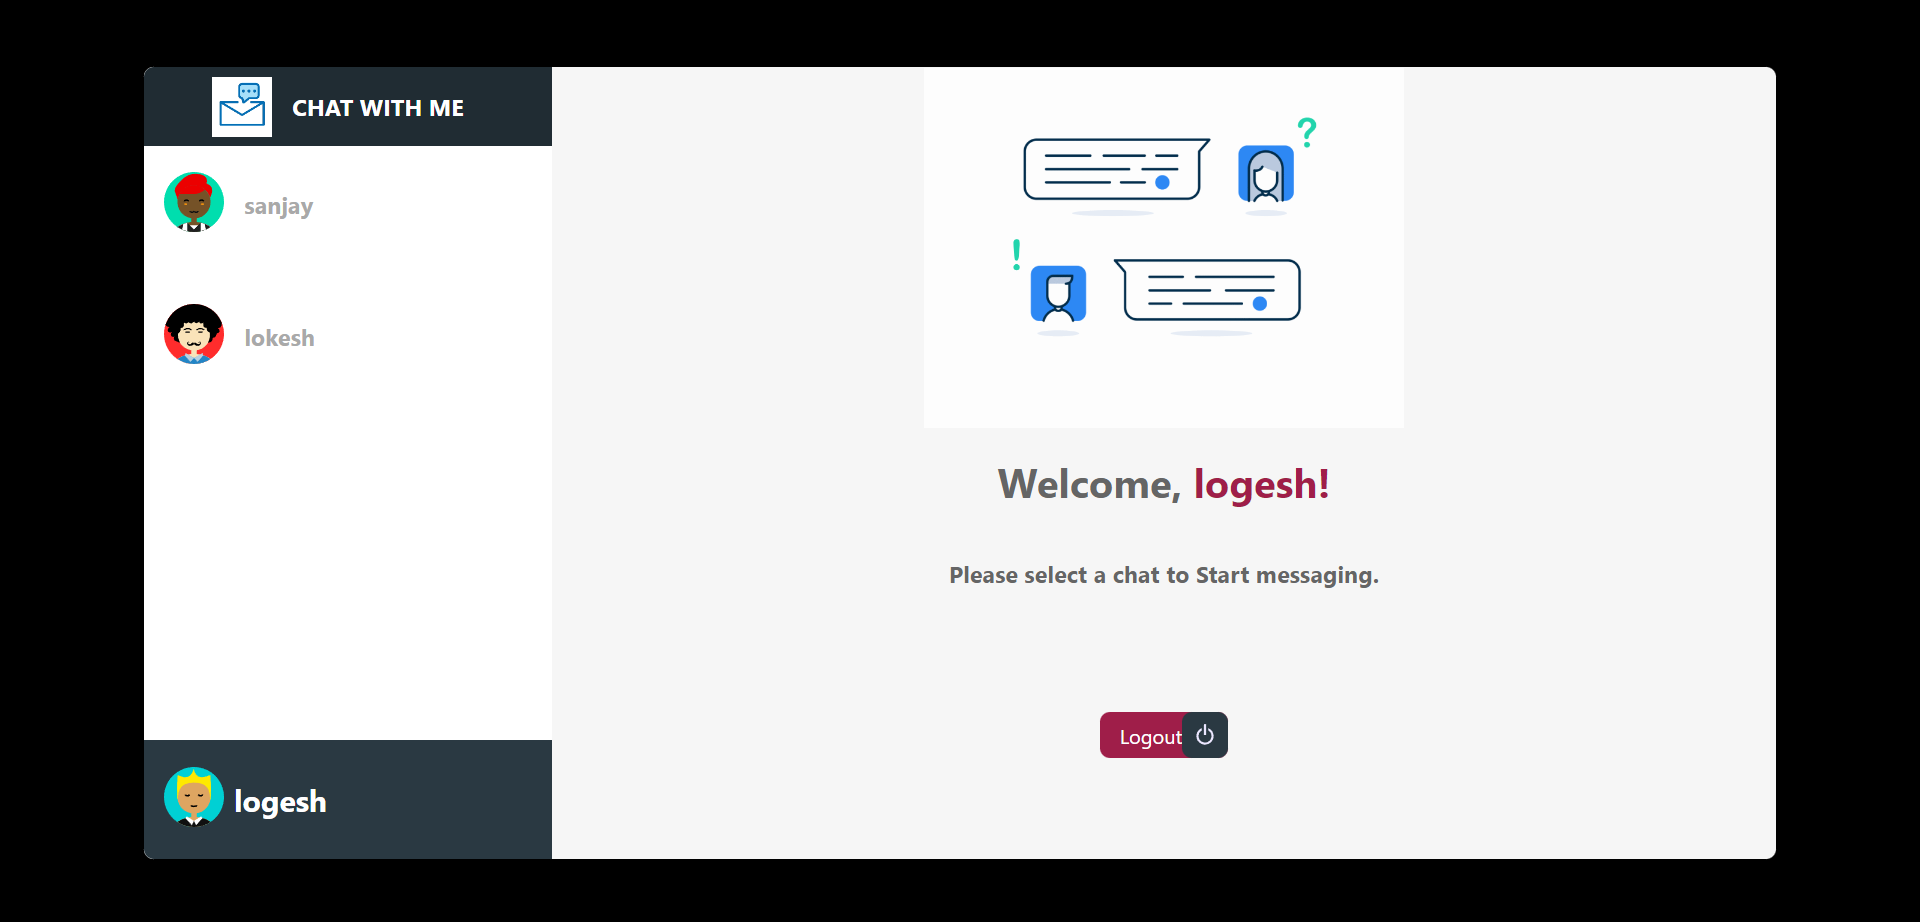 CHAT WITH ME
sanjay
lokesh
logesh
?
!
Welcome, logesh!
Please select a chat to Start messaging.
Logout